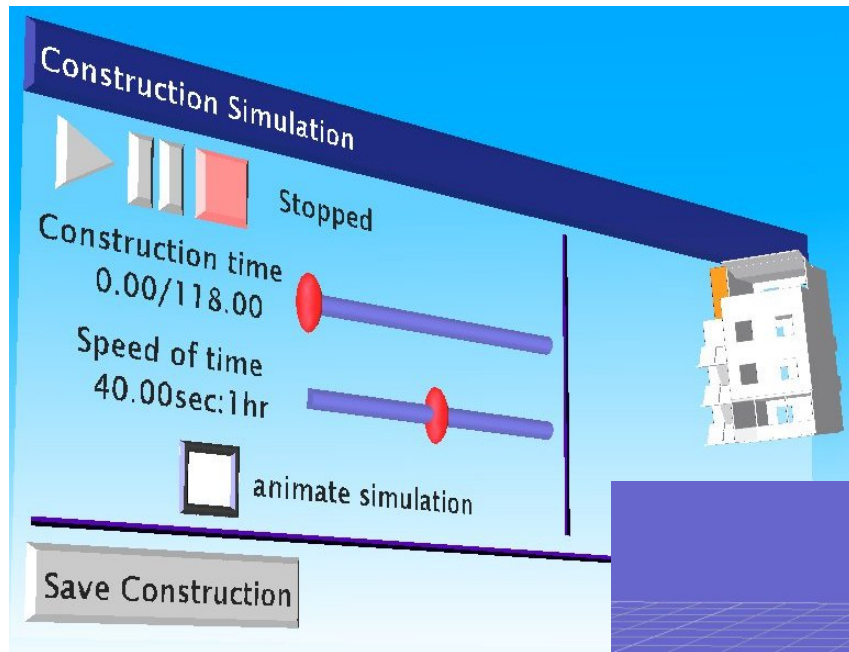 Construction Simulation
Stopped
Construction time
0.00/118.00
Speed of time
40.00sec:1hr
animate simulation
Save Construction